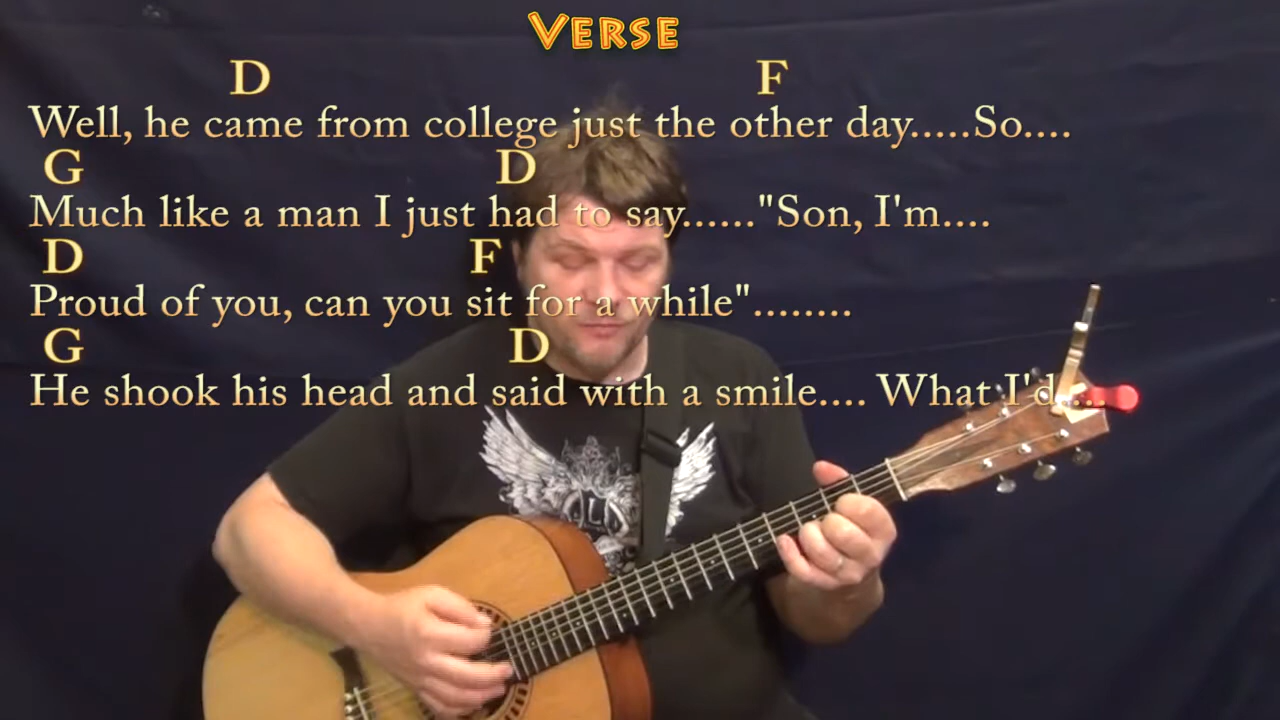 VERSE
D F
Well, he came from college just the other day.....So....
G D
Much like a man I just had to say......"Son, I'm....
D F
Proud of you, can you sit for a while"........
G D
He shook his head and said with a smile.... What I'd....